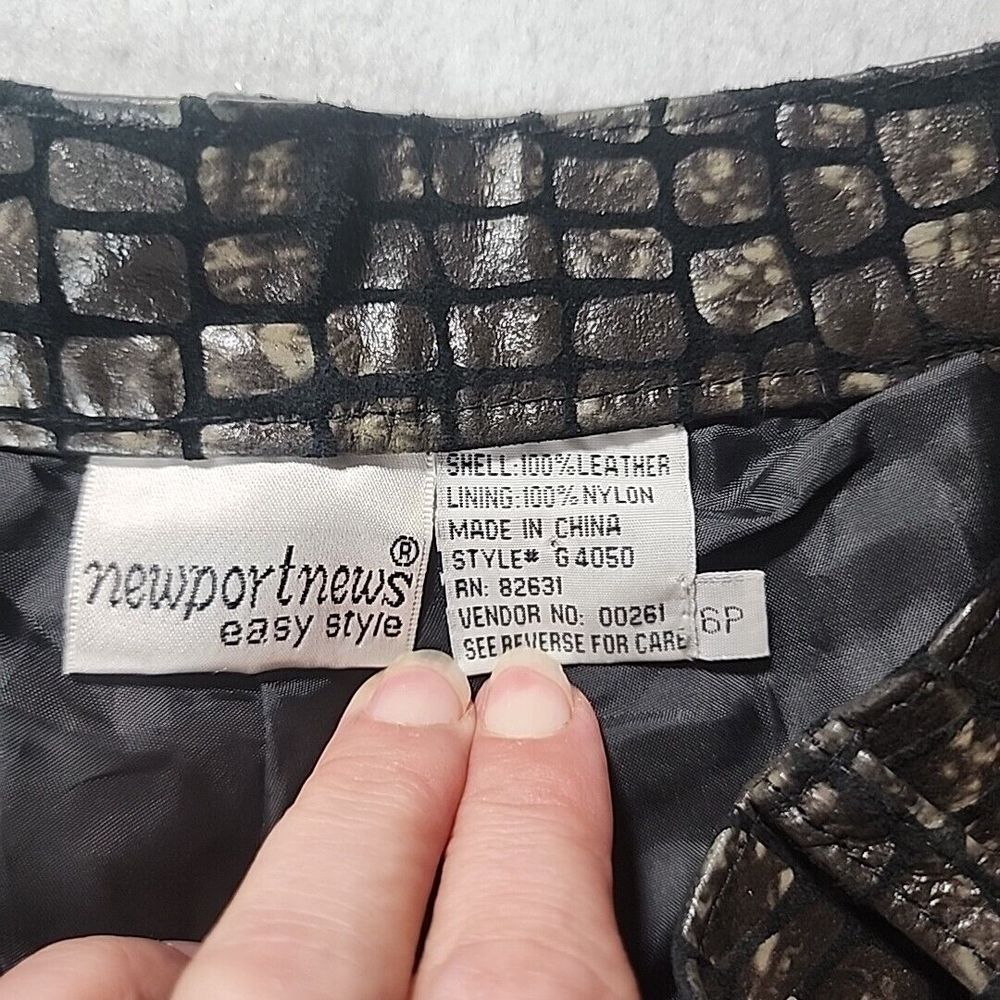 newportnews®
easy style
SHELL:100%LEATHER
LINING:100% NYLON
MADE IN CHINA
STYLE# G4050
RN: 82631
VENDOR NO: 00261
SEE REVERSE FOR CARE
6P